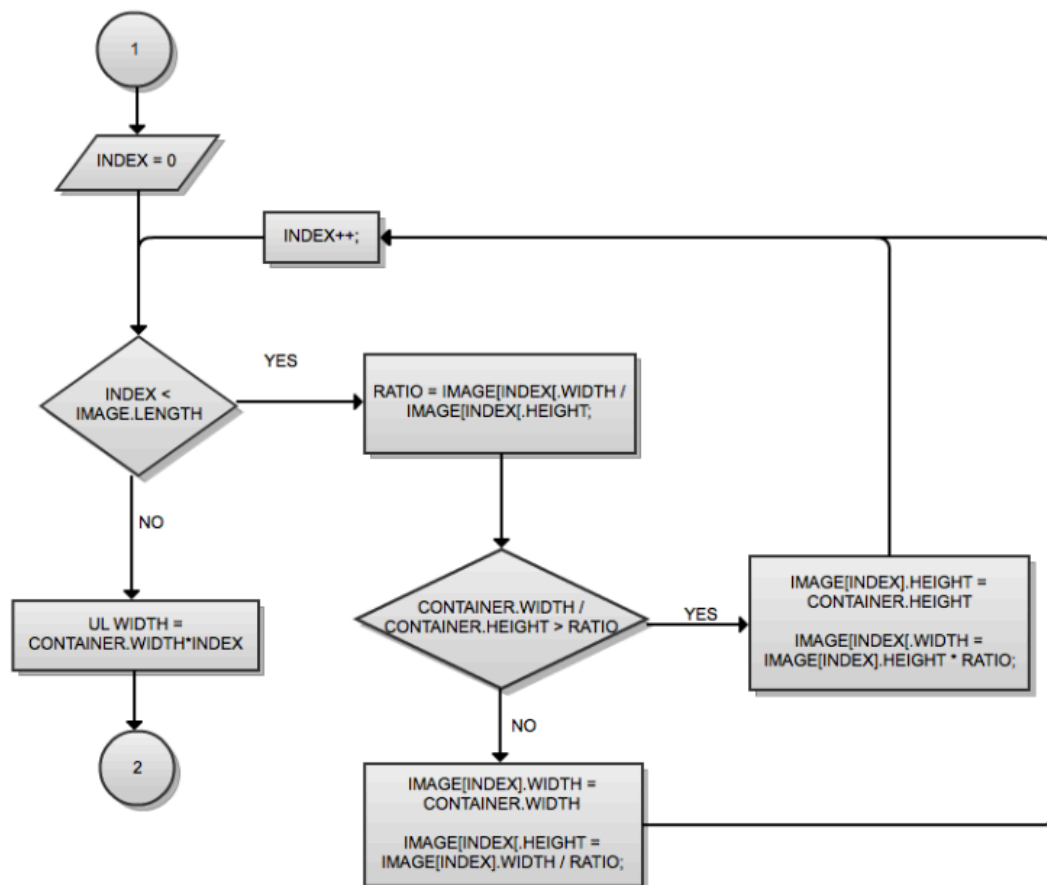 1
INDEX = 0
INDEX++;
INDEX <
IMAGE.LENGTH
YES
RATIO = IMAGE[INDEX[.WIDTH /
IMAGE[INDEX[.HEIGHT;
NO
UL WIDTH =
CONTAINER.WIDTH*INDEX
2
CONTAINER.WIDTH /
CONTAINER.HEIGHT > RATIO
YES
IMAGE[INDEX].HEIGHT =
CONTAINER.HEIGHT
IMAGE[INDEX[.WIDTH =
IMAGE[INDEX].HEIGHT * RATIO;
NO
IMAGE[INDEX].WIDTH =
CONTAINER.WIDTH
IMAGE[INDEX[.HEIGHT =
IMAGE[INDEX].WIDTH / RATIO;